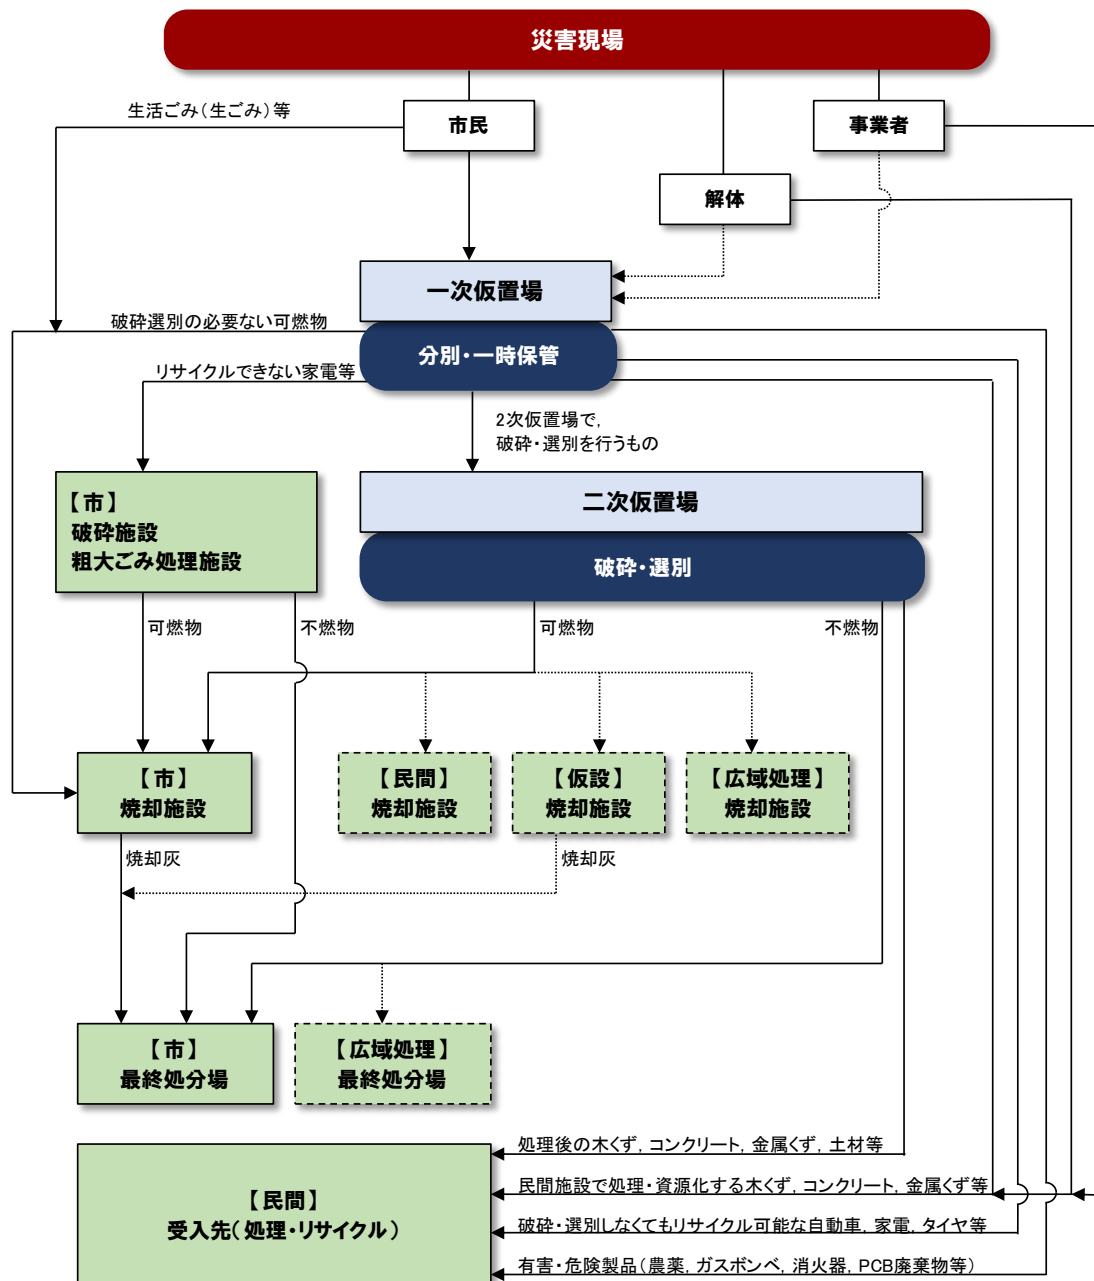 災害現場
生活ごみ(生ごみ)等
市民
事業者
解体
一次仮置場
破砕選別の必要ない可燃物
分別・一時保管
リサイクルできない家電等
2次仮置場で,
破砕・選別を行うもの
【市】
破砕施設
粗大ごみ処理施設
二次仮置場
破砕・選別
可燃物
不燃物
可燃物
不燃物
【市】
焼却施設
【民間】
焼却施設
【仮設】
焼却施設
【広域処理】
焼却施設
焼却灰
焼却灰
【市】
最終処分場
【広域処理】
最終処分場
【民間】
受入先(処理・リサイクル)
処理後の木くず, コンクリート, 金属くず, 土材等
民間施設で処理・資源化する木くず, コンクリート, 金属くず等
破砕・選別しなくてもリサイクル可能な自動車, 家電, タイヤ等
有害・危険製品(農薬, ガスボンベ, 消火器, PCB廃棄物等)